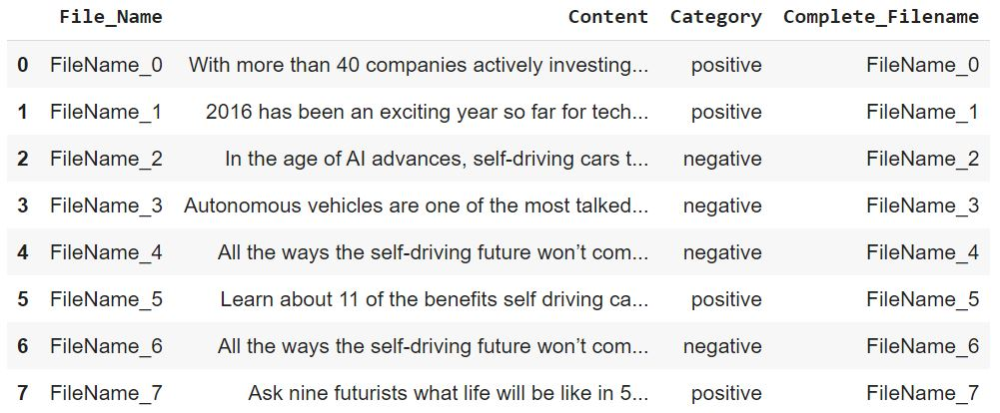 File_Name Content Category Complete_Filename
0 FileName_0 With more than 40 companies actively investing... positive FileName_0
1 FileName_1 2016 has been an exciting year so far for tech... positive FileName_1
2 FileName_2 In the age of AI advances, self-driving cars t... negative FileName_2
3 FileName_3 Autonomous vehicles are one of the most talked... negative FileName_3
4 FileName_4 All the ways the self-driving future won’t com... negative FileName_4
5 FileName_5 Learn about 11 of the benefits self driving ca... positive FileName_5
6 FileName_6 All the ways the self-driving future won’t com... negative FileName_6
7 FileName_7 Ask nine futurists what life will be like in 5... positive FileName_7